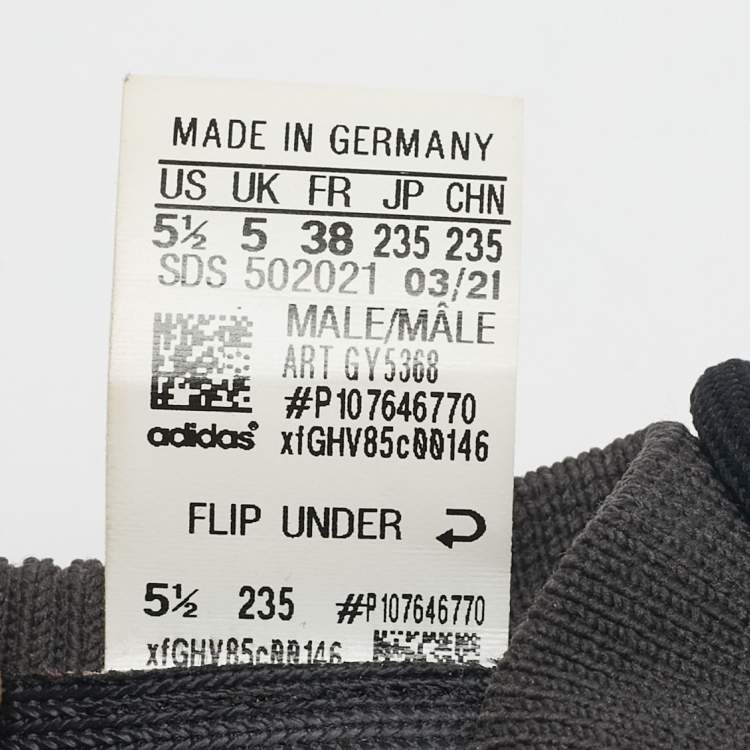 MADE IN GERMANY
US UK FR JP CHN
5½ 5 38 235 235
SDS 502021 03/21
MALE/MÂLE
ART GY5368
#P107646770
adidas® xfGHV85c00146
FLIP UNDER
5½ 235 #P107646770
xfGHV85c00146